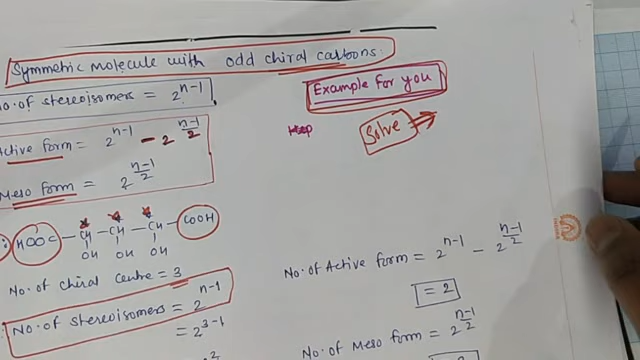 Symmetric molecule with odd chiral carbons.
No. of stereoisomers = 2^(n-1)
Active form = 2^(n-1) - 2^((n-1)/2)
Meso form = 2^((n-1)/2)
HOOC - CH - CH - CH - COOH
OH OH OH
No. of chiral centre = 3
No. of stereoisomers = 2^(n-1)
= 2^(3-1)
Example for you
Solve
No. of Active form = 2^(n-1) - 2^((n-1)/2)
= 2
No. of Meso form = 2^((n-1)/2)